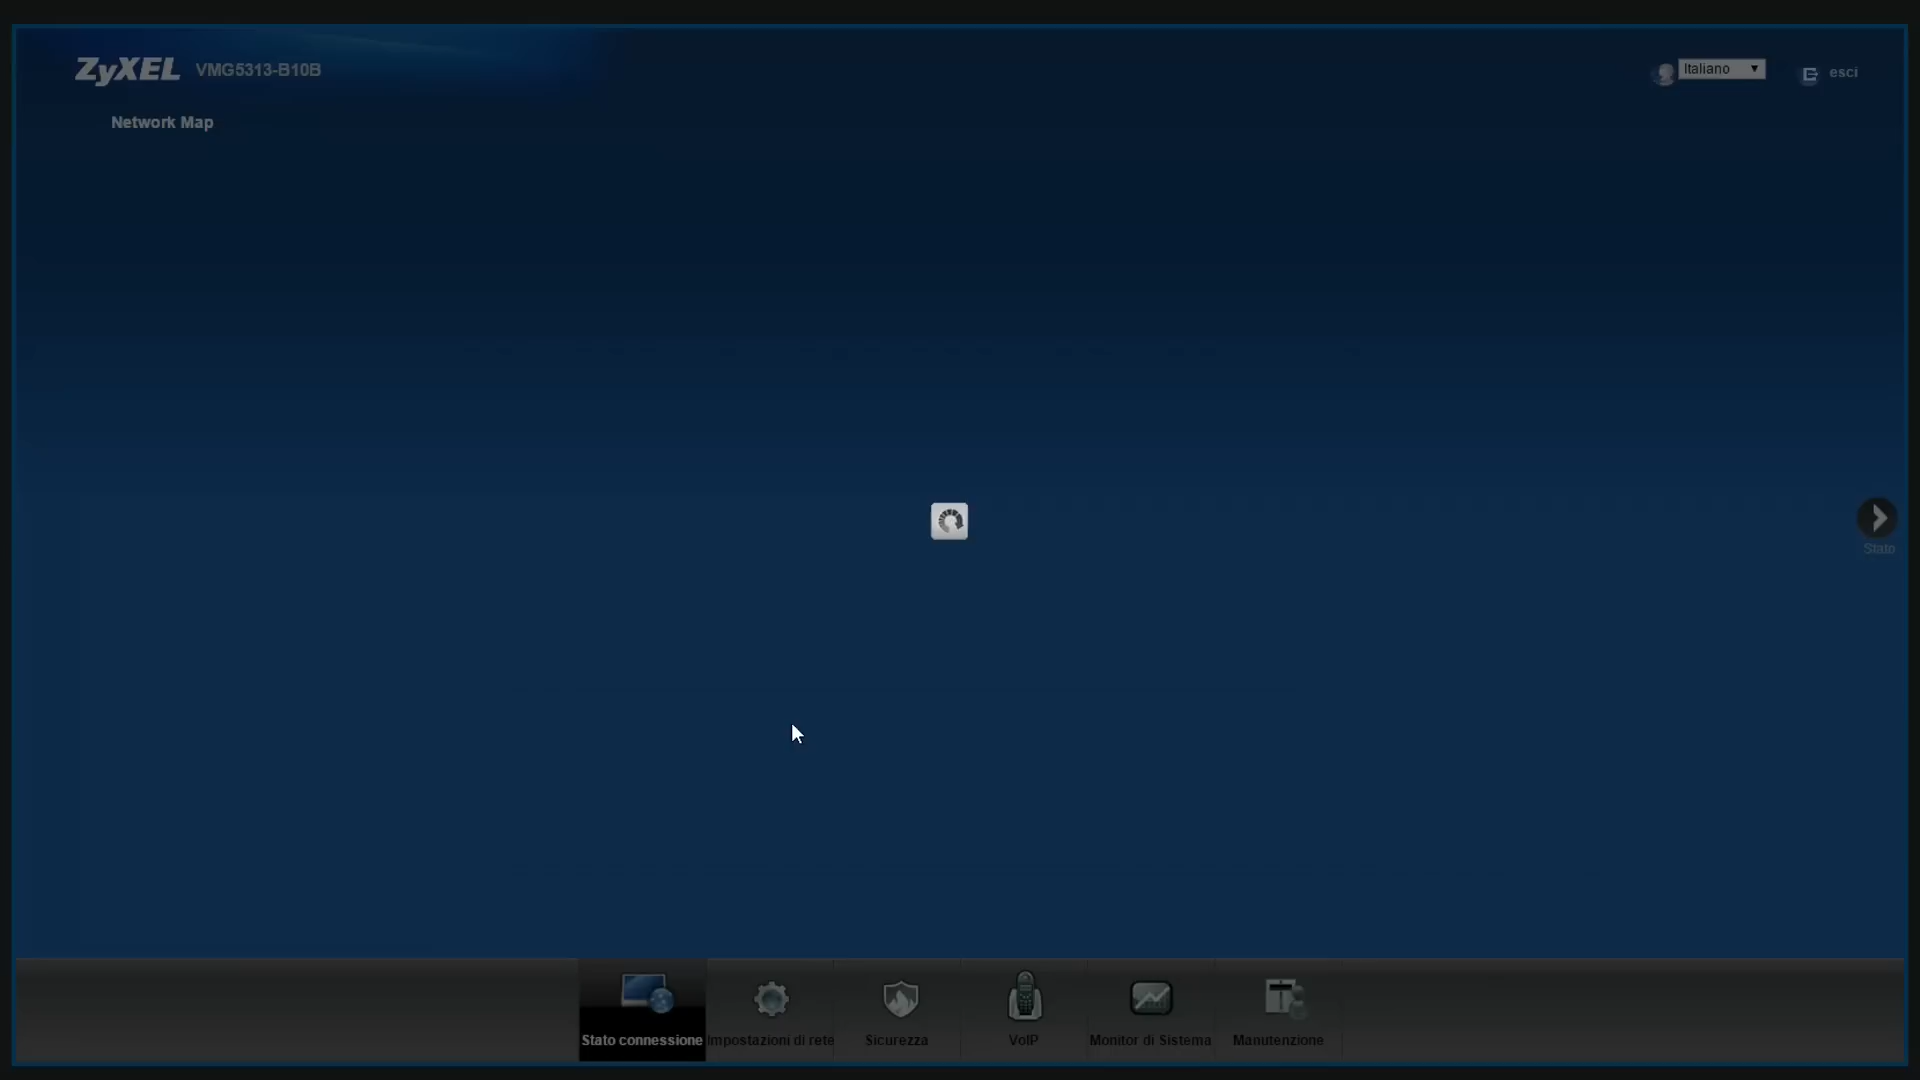 ZyXEL VMG5313-B10B
Italiano
esci
Network Map
Stato
Stato connessione
Impostazioni di rete
Sicurezza
VoIP
Monitor di Sistema
Manutenzione